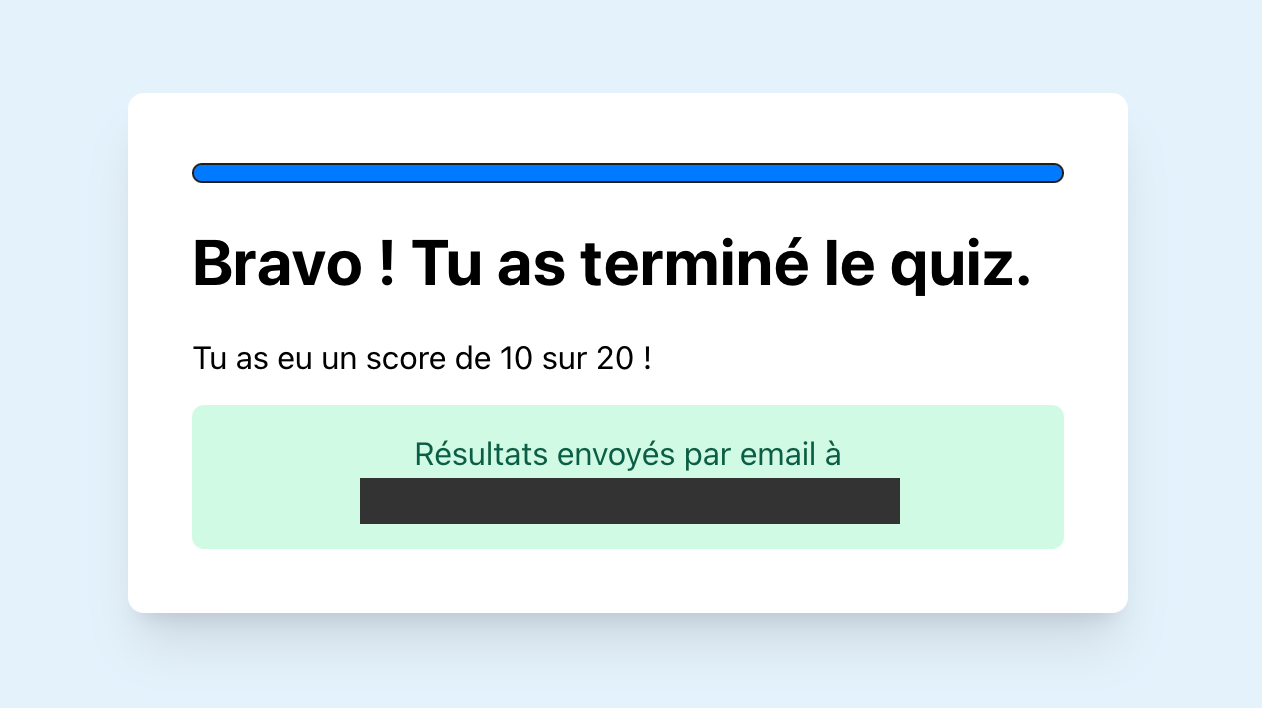 Bravo ! Tu as terminé le quiz.
Tu as eu un score de 10 sur 20 !
Résultats envoyés par email à